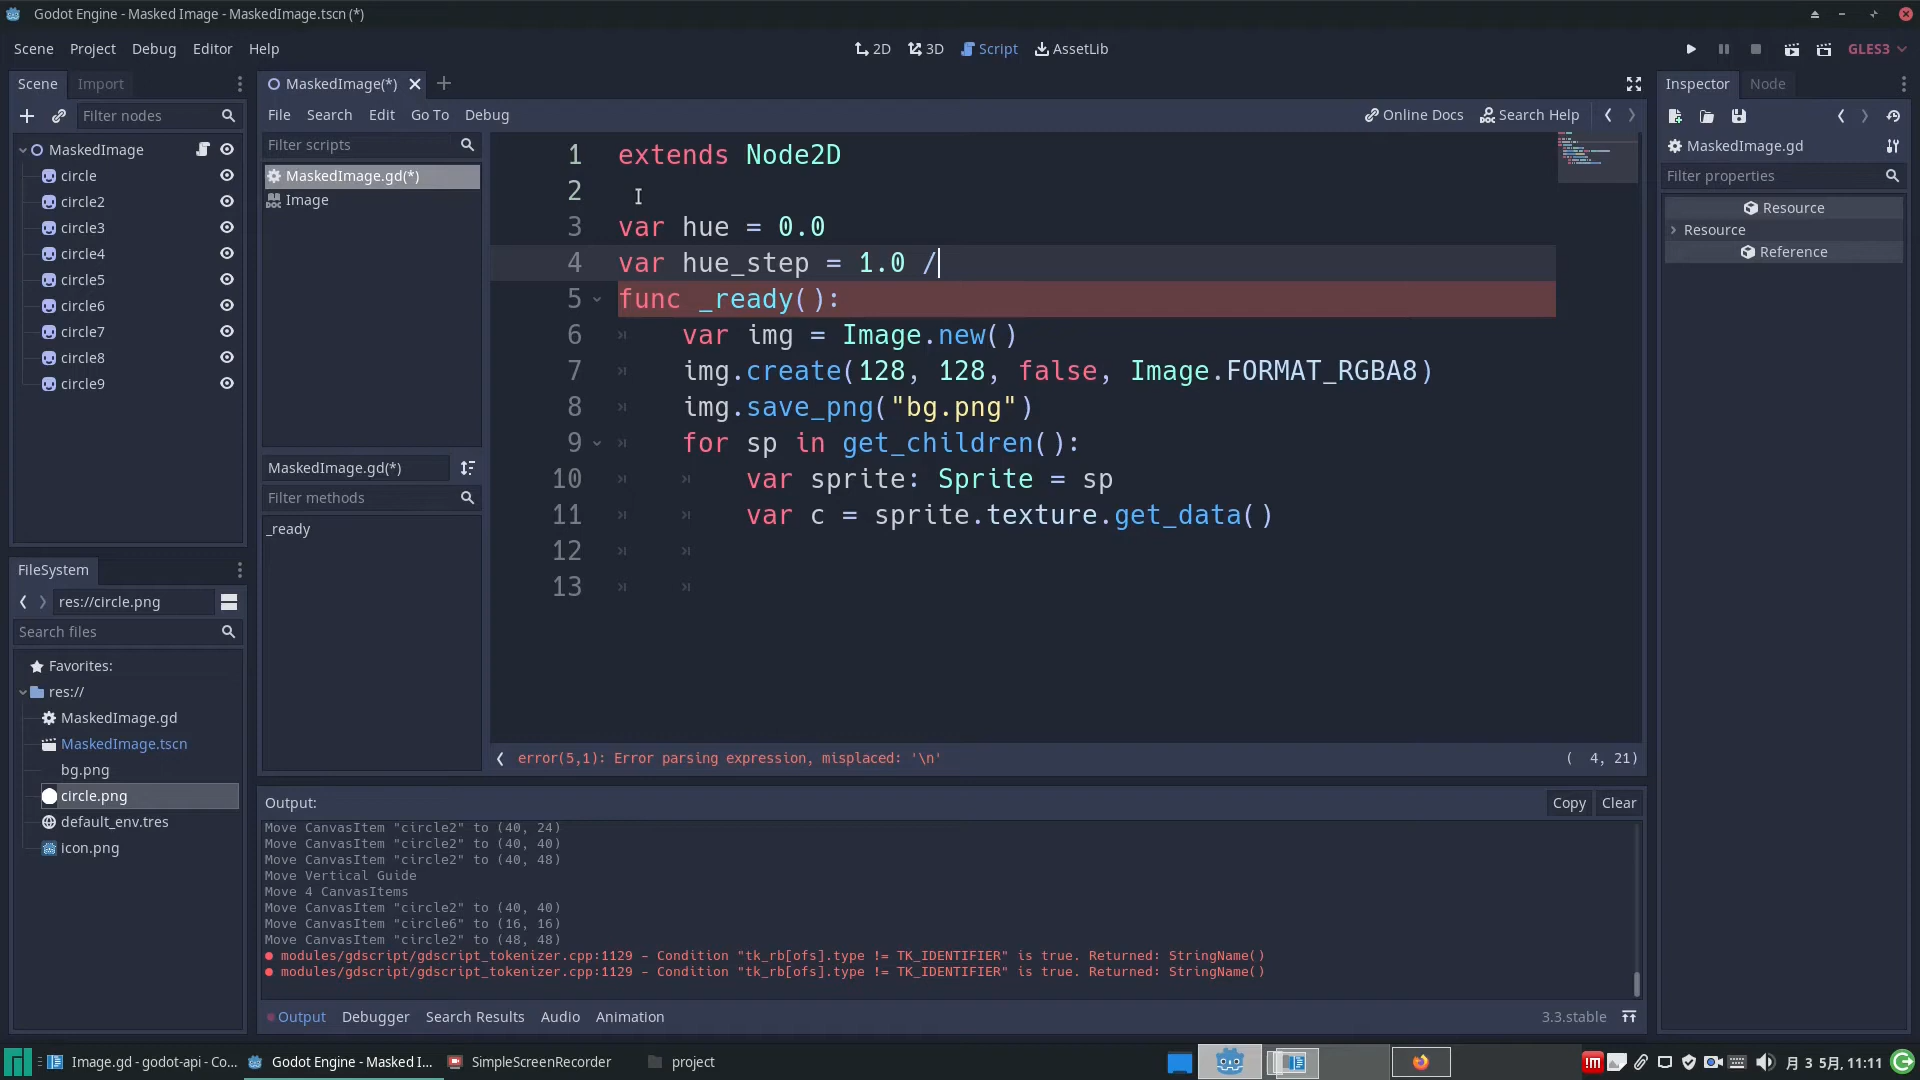 Godot Engine - Masked Image - MaskedImage.tscn (*)
Scene Project Debug Editor Help
2D 3D Script AssetLib
GLES3
Scene Import
Filter nodes
MaskedImage
circle
circle2
circle3
circle4
circle5
circle6
circle7
circle8
circle9
FileSystem
res://circle.png
Search files
Favorites:
res://
MaskedImage.gd
MaskedImage.tscn
bg.png
circle.png
default_env.tres
icon.png
MaskedImage(*)
File Search Edit Go To Debug
Online Docs Search Help
Filter scripts
MaskedImage.gd(*)
Image
MaskedImage.gd(*)
Filter methods
_ready
1 extends Node2D
2
3 var hue = 0.0
4 var hue_step = 1.0 /
5 func _ready():
6 var img = Image.new()
7 img.create(128, 128, false, Image.FORMAT_RGBA8)
8 img.save_png("bg.png")
9 for sp in get_children():
10 var sprite: Sprite = sp
11 var c = sprite.texture.get_data()
12
13
error(5,1): Error parsing expression, misplaced: '\n'
( 4, 21)
Output:
Copy Clear
Move CanvasItem "circle2" to (40, 24)
Move CanvasItem "circle2" to (40, 40)
Move CanvasItem "circle2" to (40, 48)
Move Vertical Guide
Move 4 CanvasItems
Move CanvasItem "circle2" to (40, 40)
Move CanvasItem "circle6" to (16, 16)
Move CanvasItem "circle2" to (48, 48)
modules/gdscript/gdscript_tokenizer.cpp:1129 - Condition "tk_rb[ofs].type != TK_IDENTIFIER" is true. Returned: StringName()
modules/gdscript/gdscript_tokenizer.cpp:1129 - Condition "tk_rb[ofs].type != TK_IDENTIFIER" is true. Returned: StringName()
Output Debugger Search Results Audio Animation
3.3.stable
Inspector Node
MaskedImage.gd
Filter properties
Resource
Resource
Reference
Image.gd - godot-api - Co...
Godot Engine - Masked I...
SimpleScreenRecorder
project
月 3 5月, 11:11